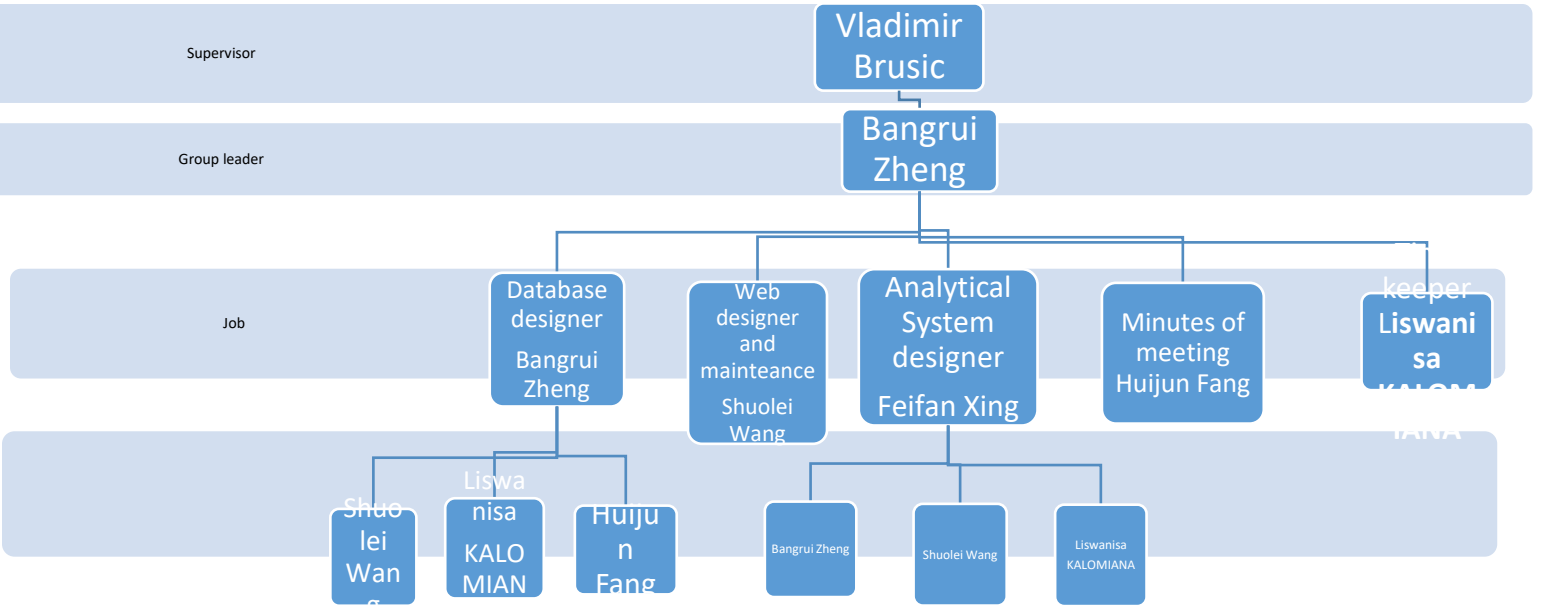 Supervisor
Vladimir
Brusic
Group leader
Bangrui
Zheng
Job
Database
designer
Bangrui
Zheng
Web
designer
and
mainteance
Shuolei
Wang
Analytical
System
designer
Feifan Xing
Minutes of
meeting
Huijun Fang
keeper
Liswani
sa
KALOM
IANA
Shuo
lei
Wan
g
Liswa
nisa
KALO
MIAN
Huiju
n
Fang
Bangrui Zheng
Shuolei Wang
Liswanisa
KALOMIANA